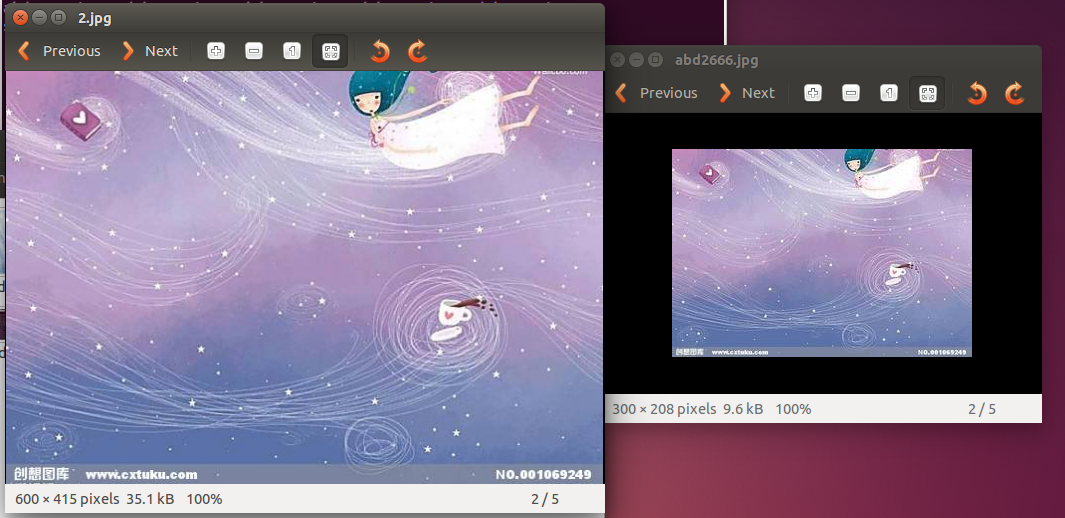 2.jpg
Previous Next
wallcoo.com
创想图库 www.cxtuku.com NO.001069249
600 × 415 pixels 35.1 kB 100% 2 / 5
abd2666.jpg
Previous Next
创想图库 www.cxtuku.com NO.001069249
300 × 208 pixels 9.6 kB 100% 2 / 5